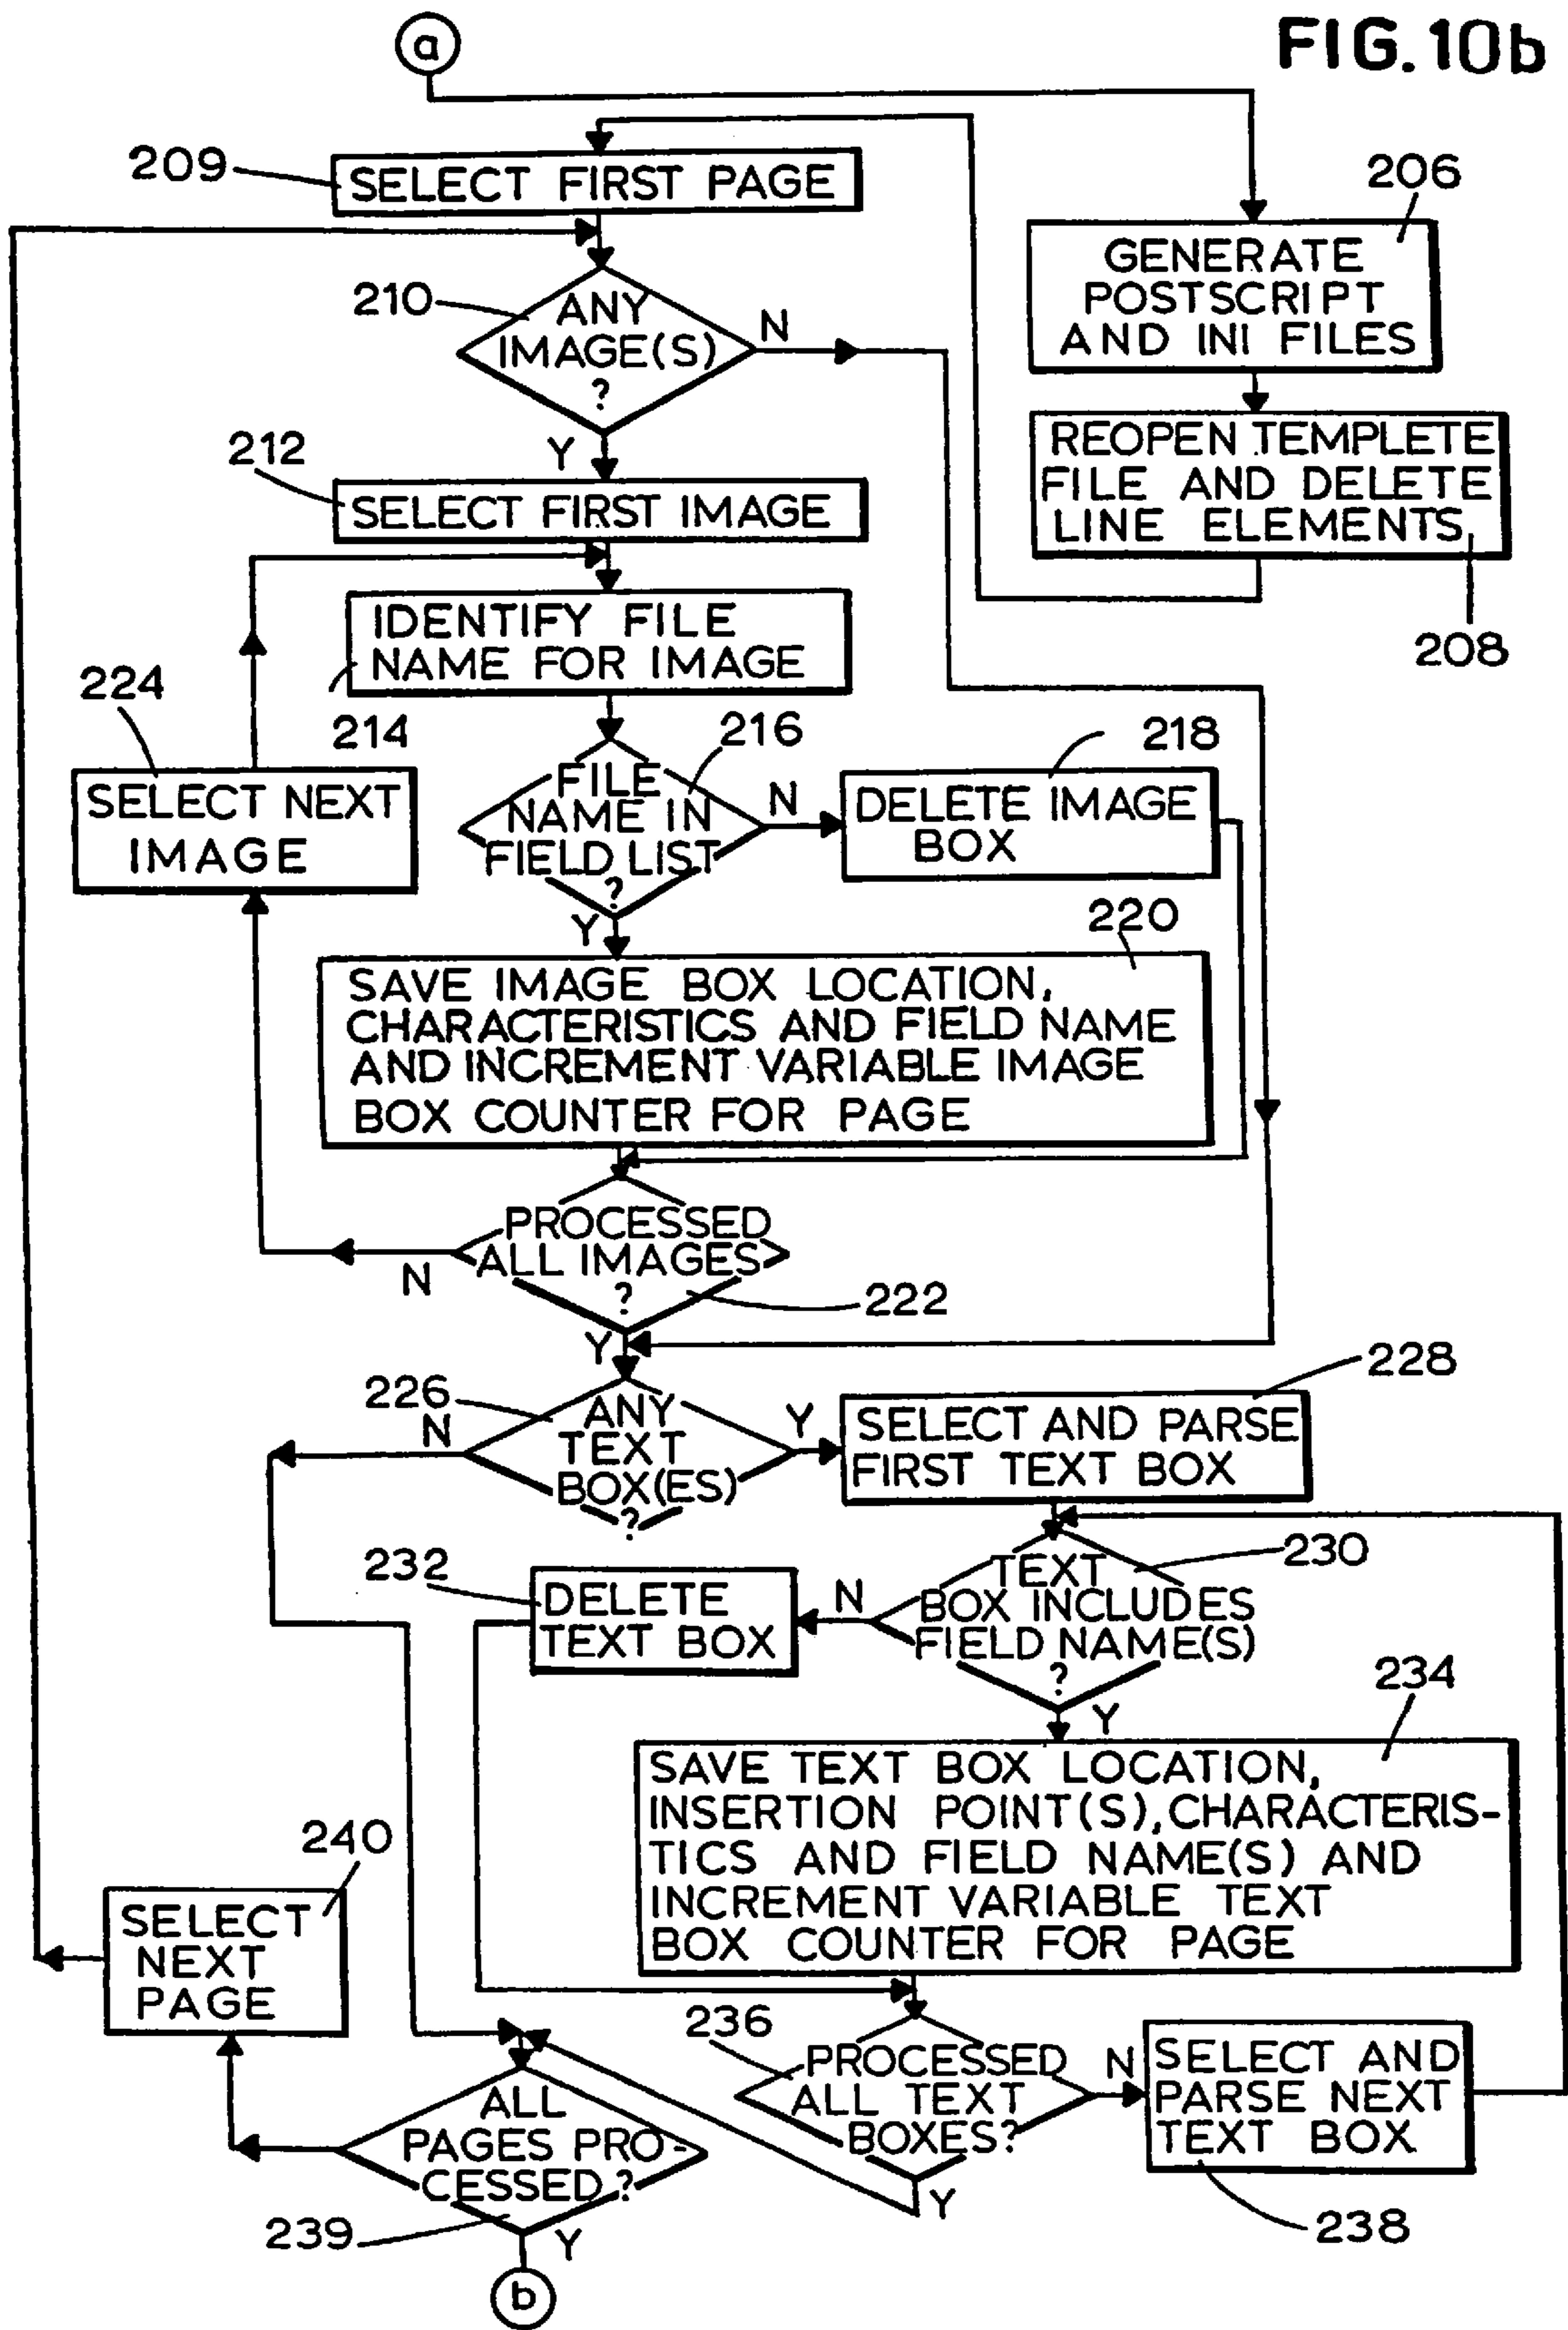 FIG.10b
a
209
SELECT FIRST PAGE
206
GENERATE
POSTSCRIPT
AND INI FILES
210
ANY
IMAGE(S)
?
N
Y
REOPEN TEMPLETE
FILE AND DELETE
LINE ELEMENTS
208
212
SELECT FIRST IMAGE
IDENTIFY FILE
NAME FOR IMAGE
214
224
SELECT NEXT
IMAGE
216
FILE
NAME IN
FIELD LIST
?
N
Y
218
DELETE IMAGE
BOX
220
SAVE IMAGE BOX LOCATION,
CHARACTERISTICS AND FIELD NAME
AND INCREMENT VARIABLE IMAGE
BOX COUNTER FOR PAGE
PROCESSED
ALL IMAGES
?
N
222
Y
226
ANY
TEXT
BOX(ES)
?
N
Y
228
SELECT AND PARSE
FIRST TEXT BOX
230
TEXT
BOX INCLUDES
FIELD NAME(S)
?
N
Y
232
DELETE
TEXT BOX
234
SAVE TEXT BOX LOCATION,
INSERTION POINT(S), CHARACTERIS-
TICS AND FIELD NAME(S) AND
INCREMENT VARIABLE TEXT
BOX COUNTER FOR PAGE
240
SELECT
NEXT
PAGE
236
PROCESSED
ALL TEXT
BOXES?
N
Y
SELECT AND
PARSE NEXT
TEXT BOX
238
ALL
PAGES PRO-
CESSED?
239
Y
b